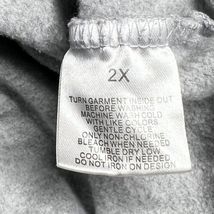 2X
TURN GARMENT INSIDE OUT
BEFORE WASHING
MACHINE WASH COLD
WITH LIKE COLORS
GENTLE CYCLE
ONLY NON-CHLORINE
BLEACH WHEN NEEDED
TUMBLE DRY LOW
COOL IRON IF NEEDED
DO NOT IRON ON DESIGN